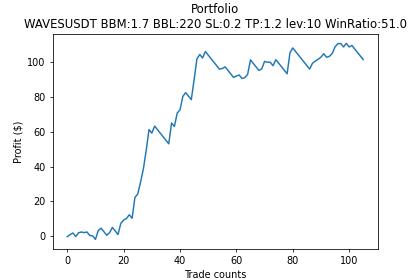 Portfolio
WAVESUSDT BBM:1.7 BBL:220 SL:0.2 TP:1.2 lev:10 WinRatio:51.0
100
80
60
40
20
0
Profit ($)
0 20 40 60 80 100
Trade counts